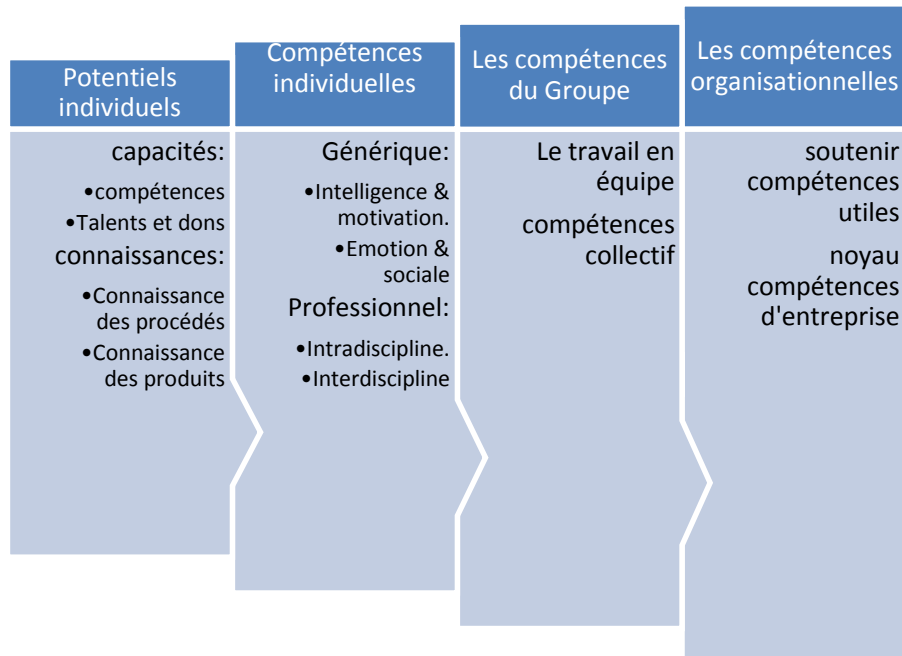 Potentiels
individuels
capacités:
•compétences
•Talents et dons
connaissances:
•Connaissance
des procédés
•Connaissance
des produits
Compétences
individuelles
Générique:
•Intelligence &
motivation.
•Emotion &
sociale
Professionnel:
•Intradiscipline.
•Interdiscipline
Les compétences
du Groupe
Le travail en
équipe
compétences
collectif
Les compétences
organisationnelles
soutenir
compétences
utiles
noyau
compétences
d'entreprise